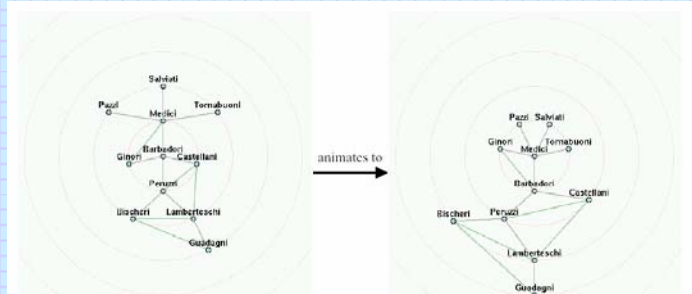 Salviati
Pazzi
Tornabuoni
Medici
Barbadori
Ginori
Castellani
Peruzzi
Bischeri
Lamberteschi
Guadagni
animates to
Pazzi
Salviati
Ginori
Tornabuoni
Medici
Barbadori
Castellani
Bischeri
Peruzzi
Lamberteschi
Guadagni